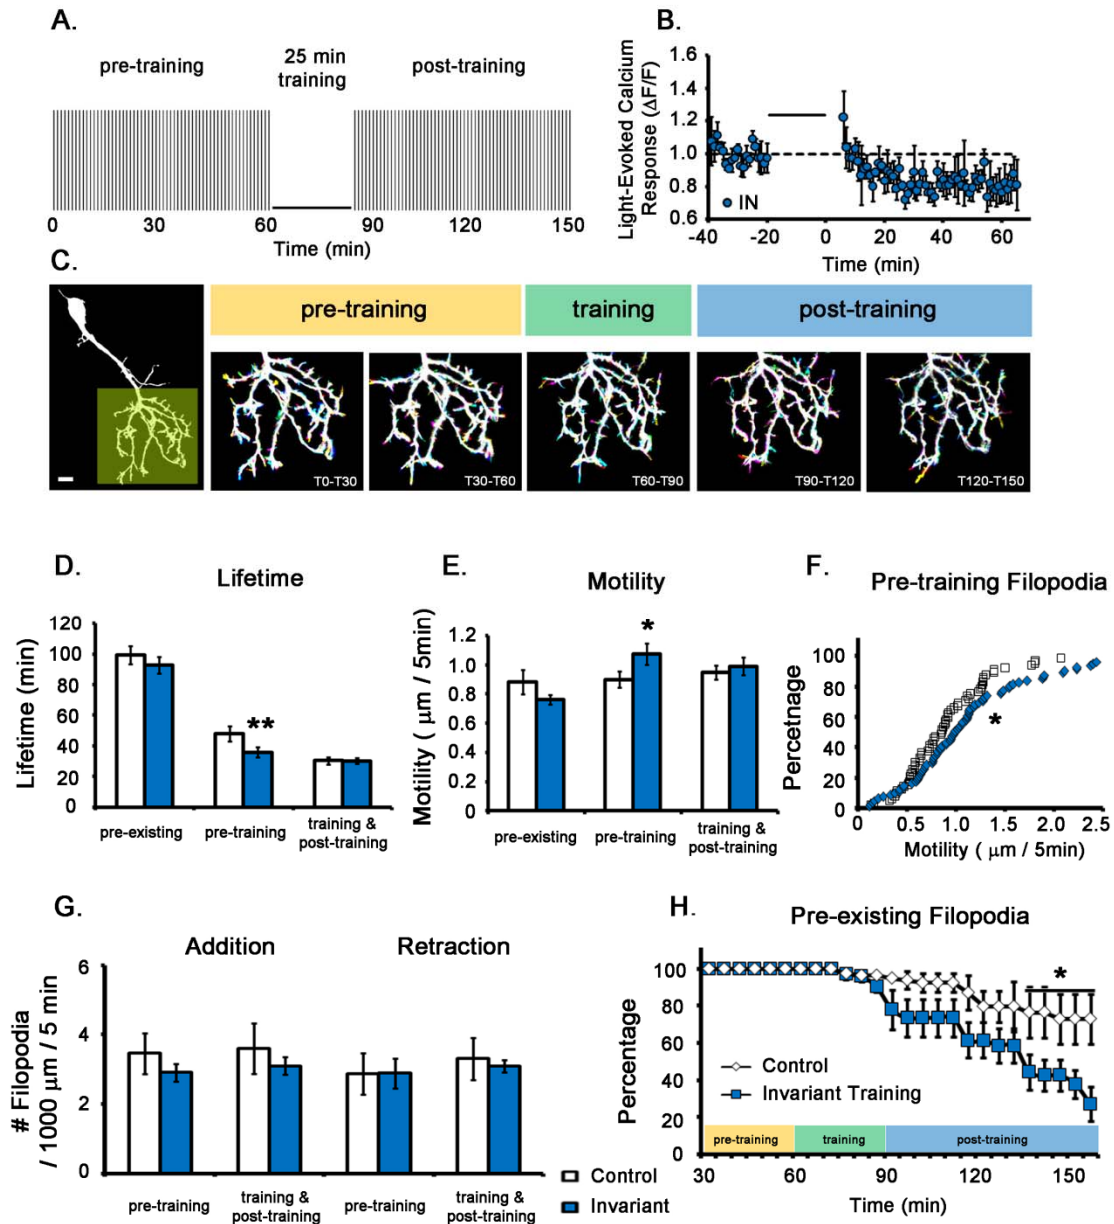 A.
pre-training
25 min
training
post-training
0 30 60 90 120 150
Time (min)
B.
Light-Evoked Calcium
Response (ΔF/F)
1.4
1.2
1.0
0.8
0.6
IN
-40 -20 0 20 40 60
Time (min)
C.
pre-training training post-training
T0-T30 T30-T60 T60-T90 T90-T120 T120-T150
D.
Lifetime
Lifetime (min)
120
100
80
60
40
20
0
**
pre-existing pre-training training &
post-training
E.
Motility
Motility ( μm / 5min)
1.2
1.0
0.8
0.6
0.4
0.2
0
*
pre-existing pre-training training &
post-training
F.
Pre-training Filopodia
Percetnage
100
80
60
40
20
0
*
0 0.5 1.0 1.5 2.0 2.5
Motility ( μm / 5min)
G.
Addition Retraction
# Filopodia
/ 1000 μm / 5 min
6
4
2
0
pre-training training &
post-training pre-training training &
post-training
Control
Invariant
H.
Pre-existing Filopodia
Percentage
100
80
60
40
20
0
*
Control
Invariant Training
pre-training training post-training
30 60 90 120 150
Time (min)